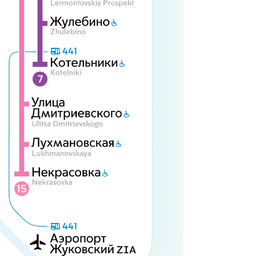 Lermontovskiy Prospekt
Жулебино
Zhulebino
441
Котельники
Kotelniki
7
Улица
Дмитриевского
Ulitsa Dmitrievskogo
Лухмановская
Lukhmanovskaya
Некрасовка
Nekrasovka
15
441
Аэропорт
Жуковский ZIA